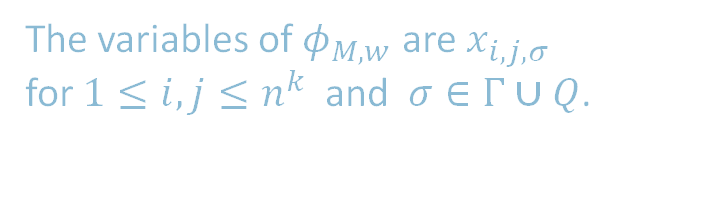 The variables of ϕ_{M,w} are x_{i,j,σ}
for 1 ≤ i, j ≤ n^k and σ ∈ Γ ∪ Q.